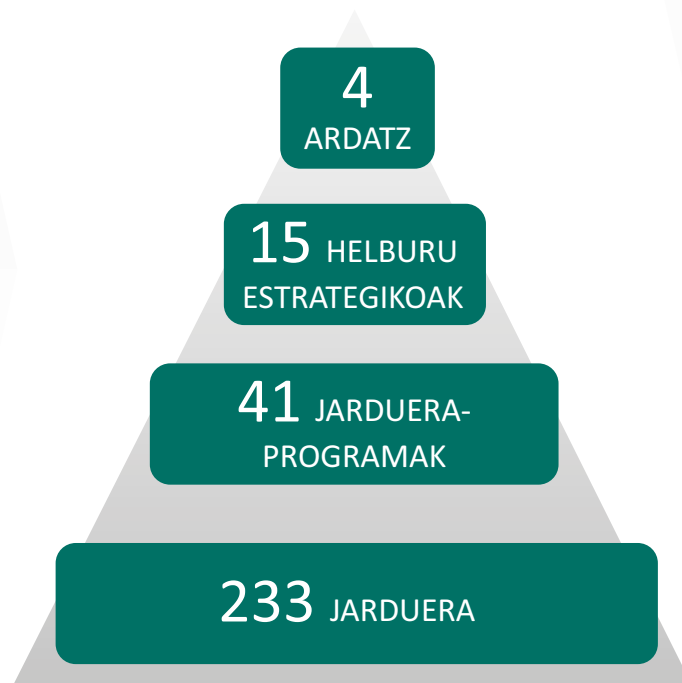 4
ARDATZ
15 HELBURU
ESTRATEGIKOAK
41 JARDUERA-
PROGRAMAK
233 JARDUERA